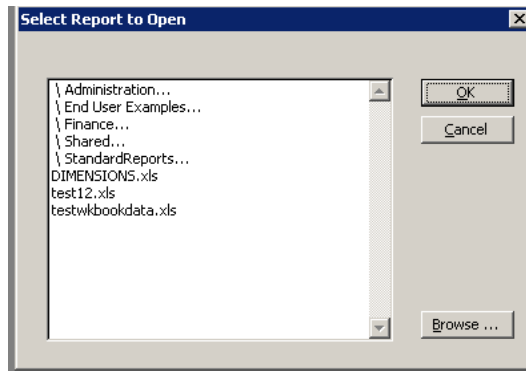 Select Report to Open
\ Administration...
\ End User Examples...
\ Finance...
\ Shared...
\ StandardReports...
DIMENSIONS.xls
test12.xls
testwkbookdata.xls
OK
Cancel
Browse ...